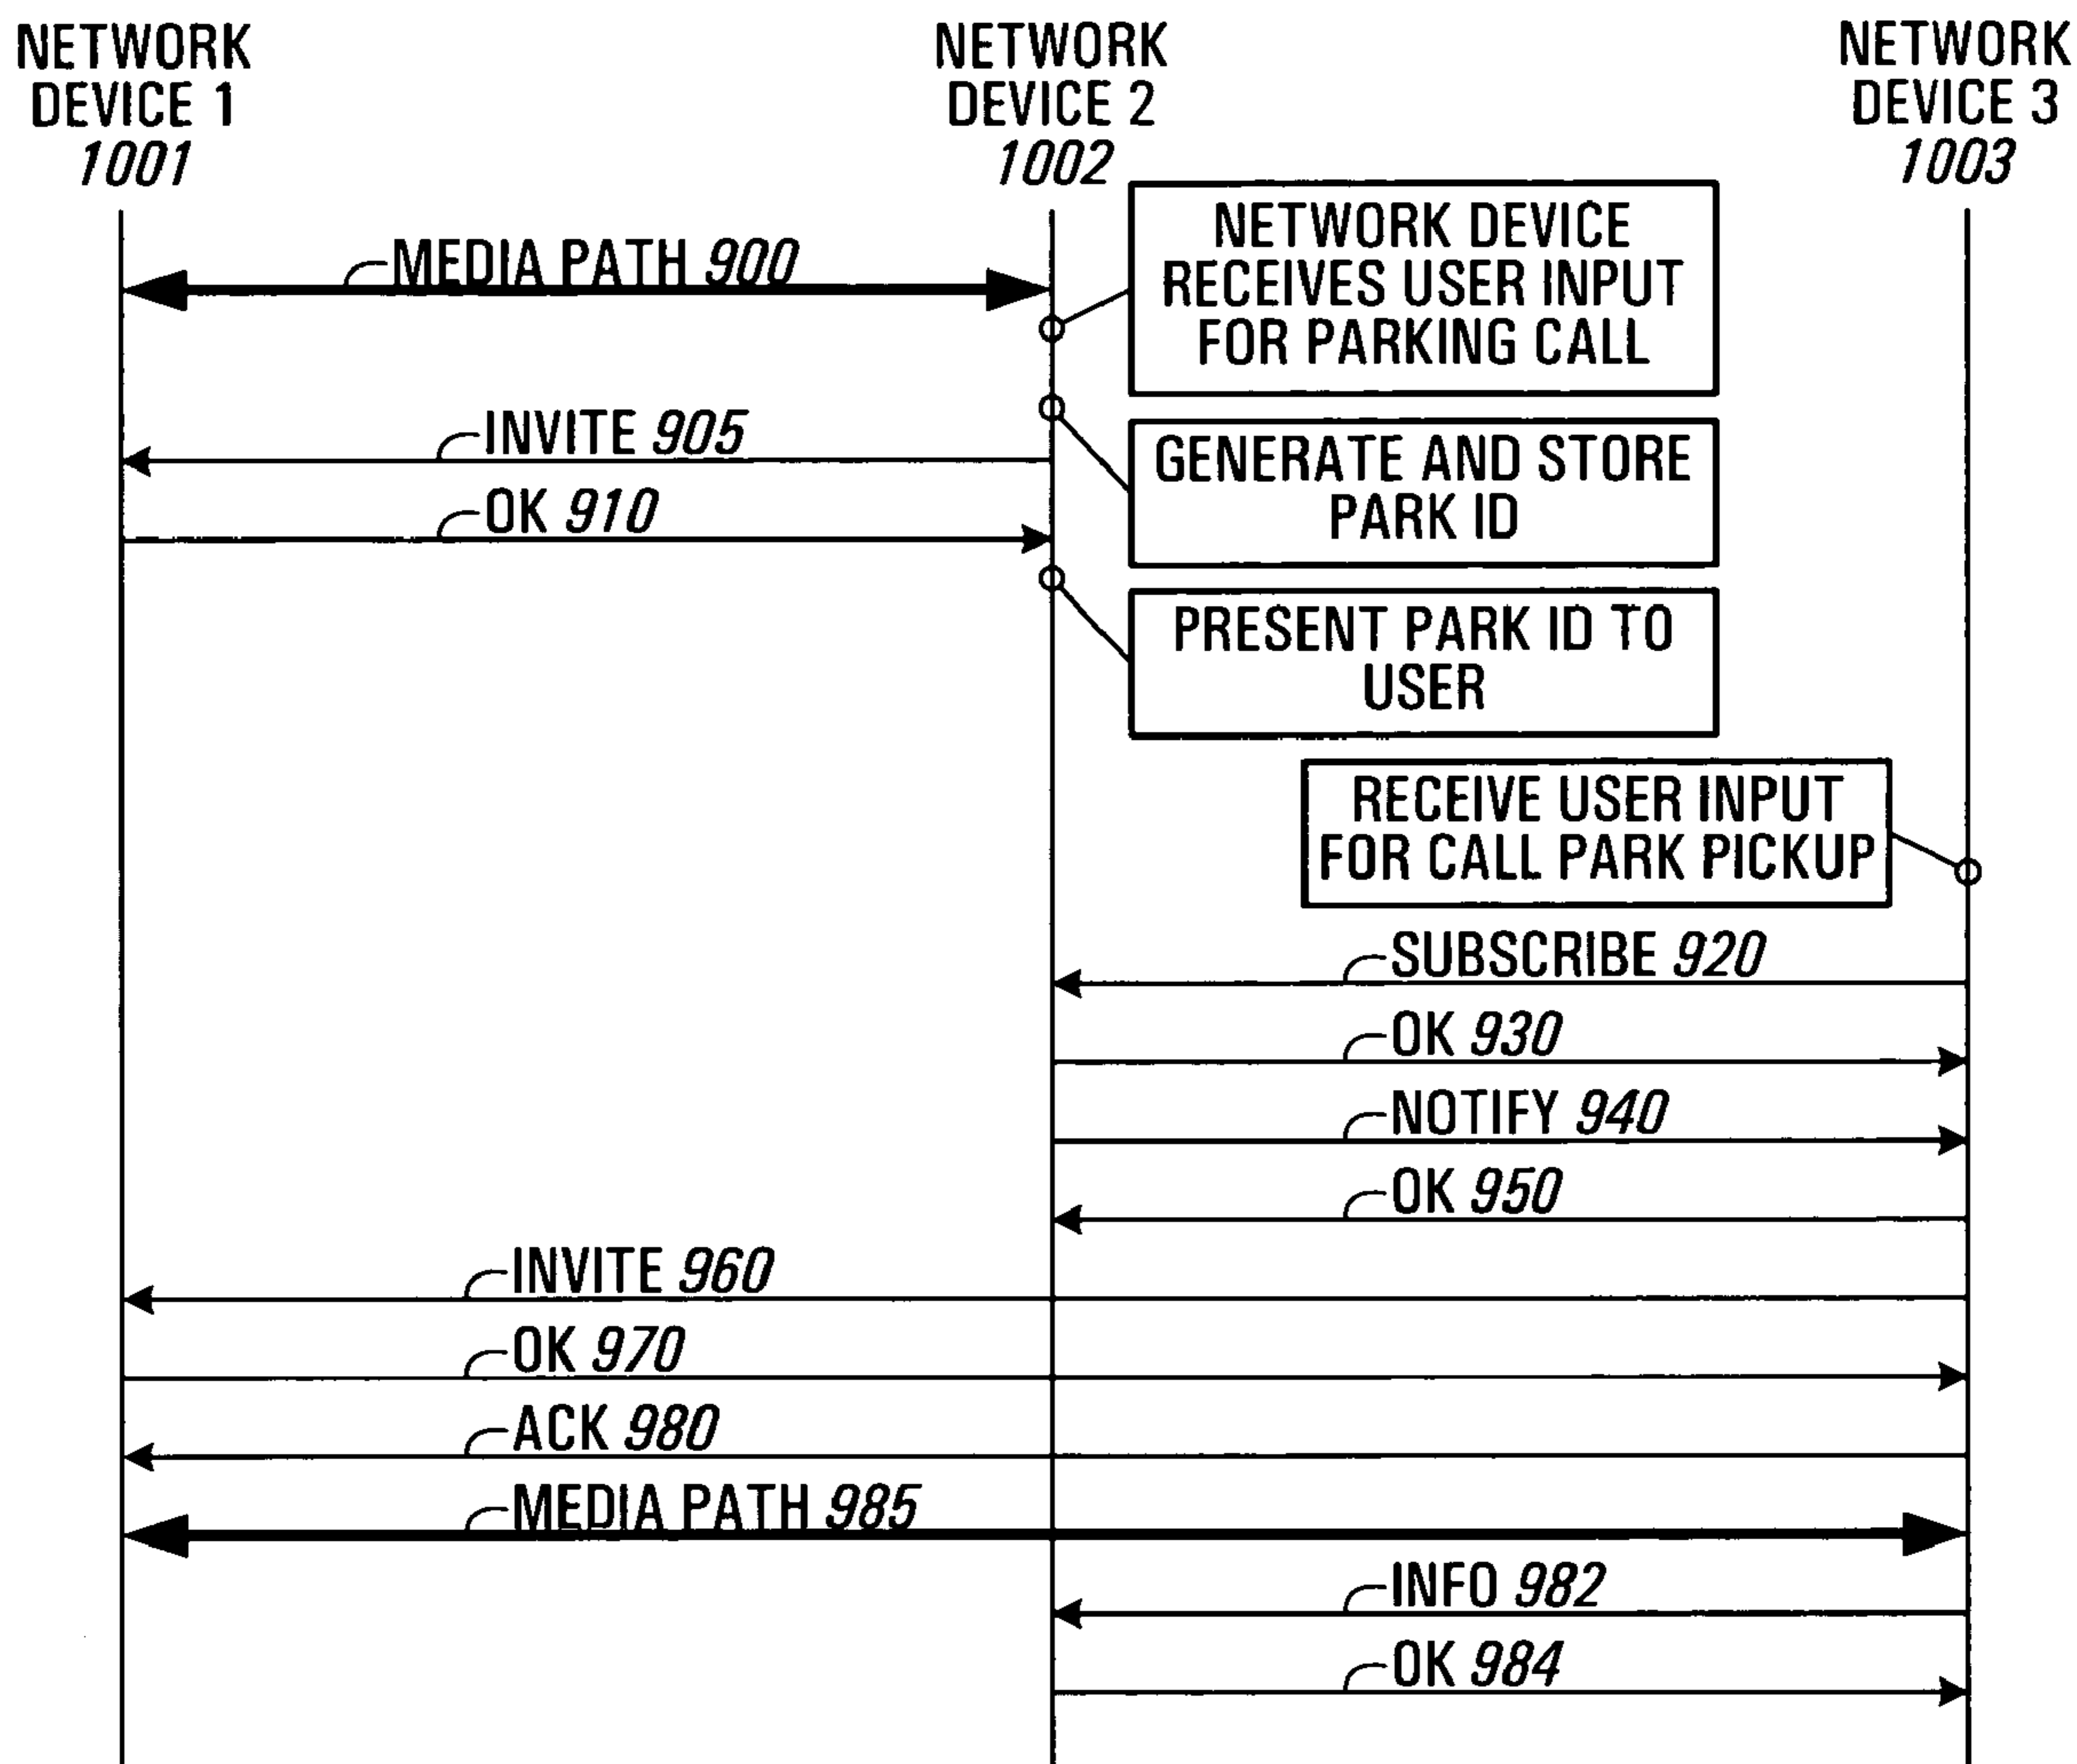 NETWORK
DEVICE 1
1001
NETWORK
DEVICE 2
1002
NETWORK
DEVICE 3
1003
MEDIA PATH 900
NETWORK DEVICE
RECEIVES USER INPUT
FOR PARKING CALL
INVITE 905
GENERATE AND STORE
PARK ID
OK 910
PRESENT PARK ID TO
USER
RECEIVE USER INPUT
FOR CALL PARK PICKUP
SUBSCRIBE 920
OK 930
NOTIFY 940
OK 950
INVITE 960
OK 970
ACK 980
MEDIA PATH 985
INFO 982
OK 984